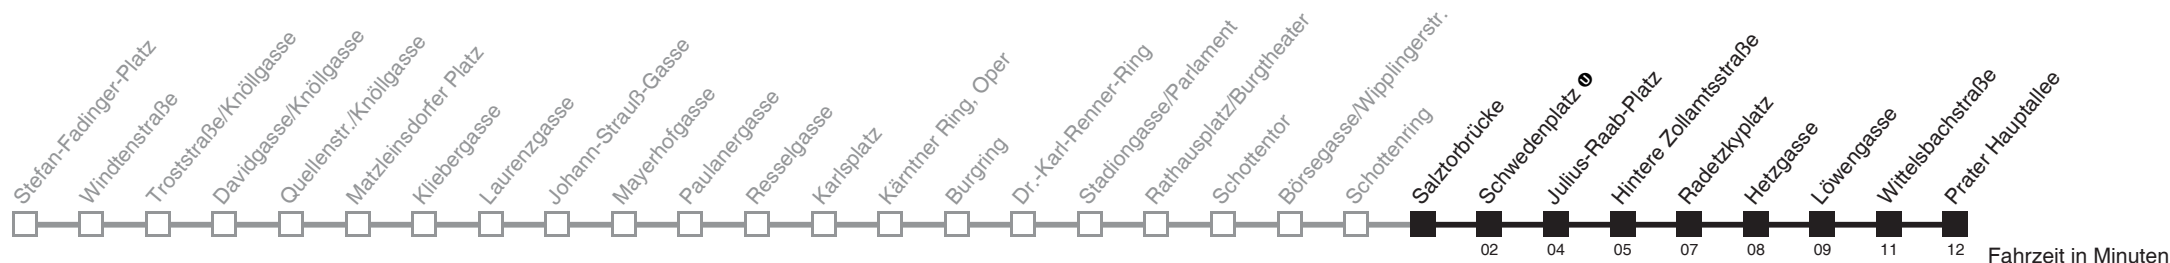 Stefan-Fadinger-Platz
Windtenstraße
Troststraße/Knöllgasse
Davidgasse/Knöllgasse
Quellenstr./Knöllgasse
Matzleinsdorfer Platz
Kliebergasse
Laurenzgasse
Johann-Strauß-Gasse
Mayerhofgasse
Paulanergasse
Resselgasse
Karlsplatz
Kärntner Ring, Oper
Burgring
Dr.-Karl-Renner-Ring
Stadiongasse/Parlament
Rathausplatz/Burgtheater
Schottentor
Börsegasse/Wipplingerstr.
Schottenring
Salztorbrücke
Schwedenplatz U
Julius-Raab-Platz
Hintere Zollamtsstraße
Radetzkyplatz
Hetzgasse
Löwengasse
Wittelsbachstraße
Prater Hauptallee
02 04 05 07 08 09 11 12 Fahrzeit in Minuten